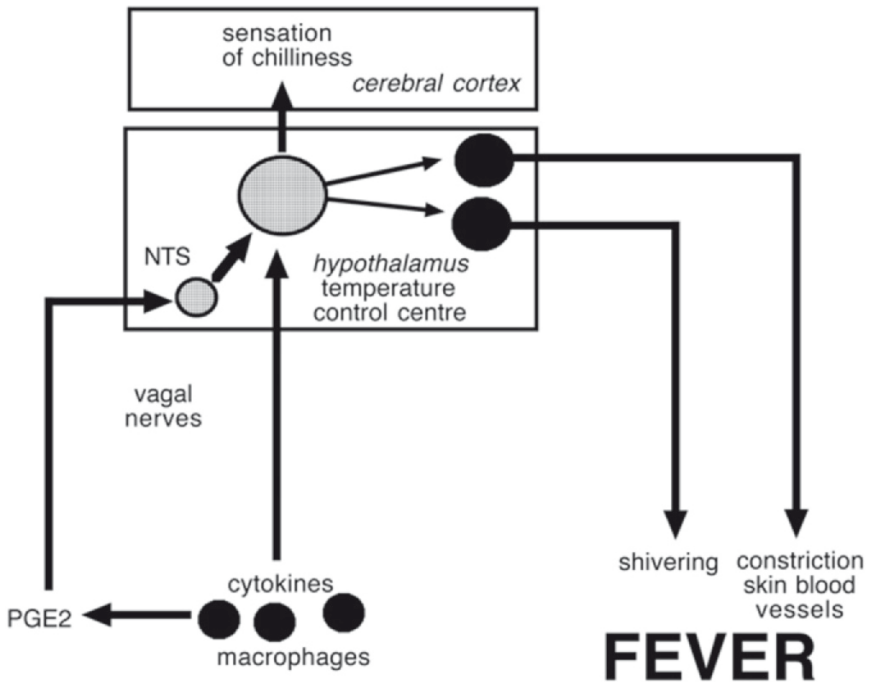 sensation
of chilliness
cerebral cortex
NTS
hypothalamus
temperature
control centre
vagal
nerves
cytokines
PGE2
macrophages
shivering
constriction
skin blood
vessels
FEVER